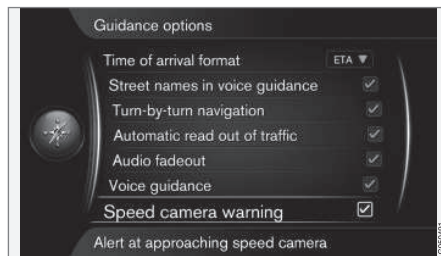 Guidance options
Time of arrival format ETA ▼
Street names in voice guidance
Turn-by-turn navigation
Automatic read out of traffic
Audio fadeout
Voice guidance
Speed camera warning
Alert at approaching speed camera